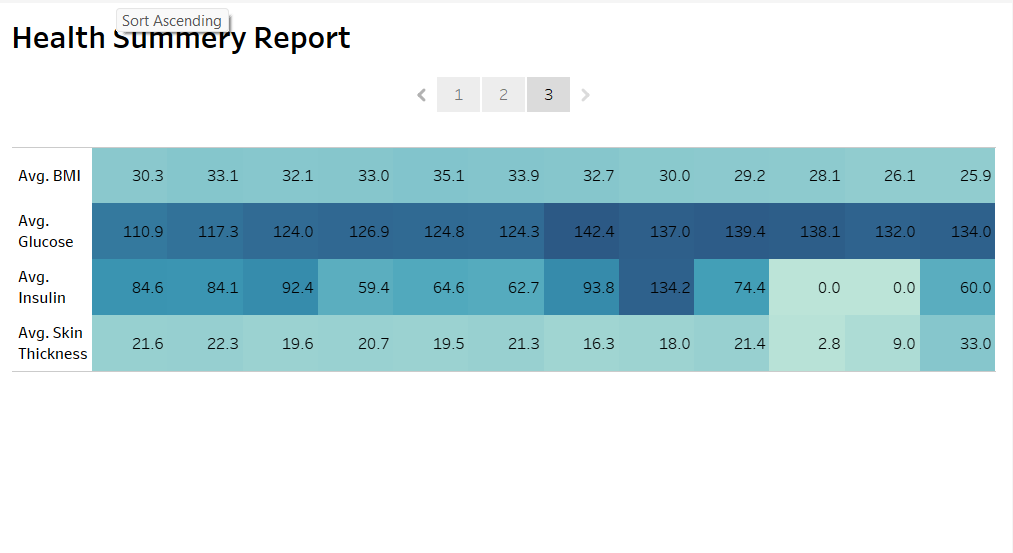 Sort Ascending
Health Summery Report
1 2 3
Avg. BMI 30.3 33.1 32.1 33.0 35.1 33.9 32.7 30.0 29.2 28.1 26.1 25.9
Avg.
Glucose 110.9 117.3 124.0 126.9 124.8 124.3 142.4 137.0 139.4 138.1 132.0 134.0
Avg.
Insulin 84.6 84.1 92.4 59.4 64.6 62.7 93.8 134.2 74.4 0.0 0.0 60.0
Avg. Skin
Thickness 21.6 22.3 19.6 20.7 19.5 21.3 16.3 18.0 21.4 2.8 9.0 33.0